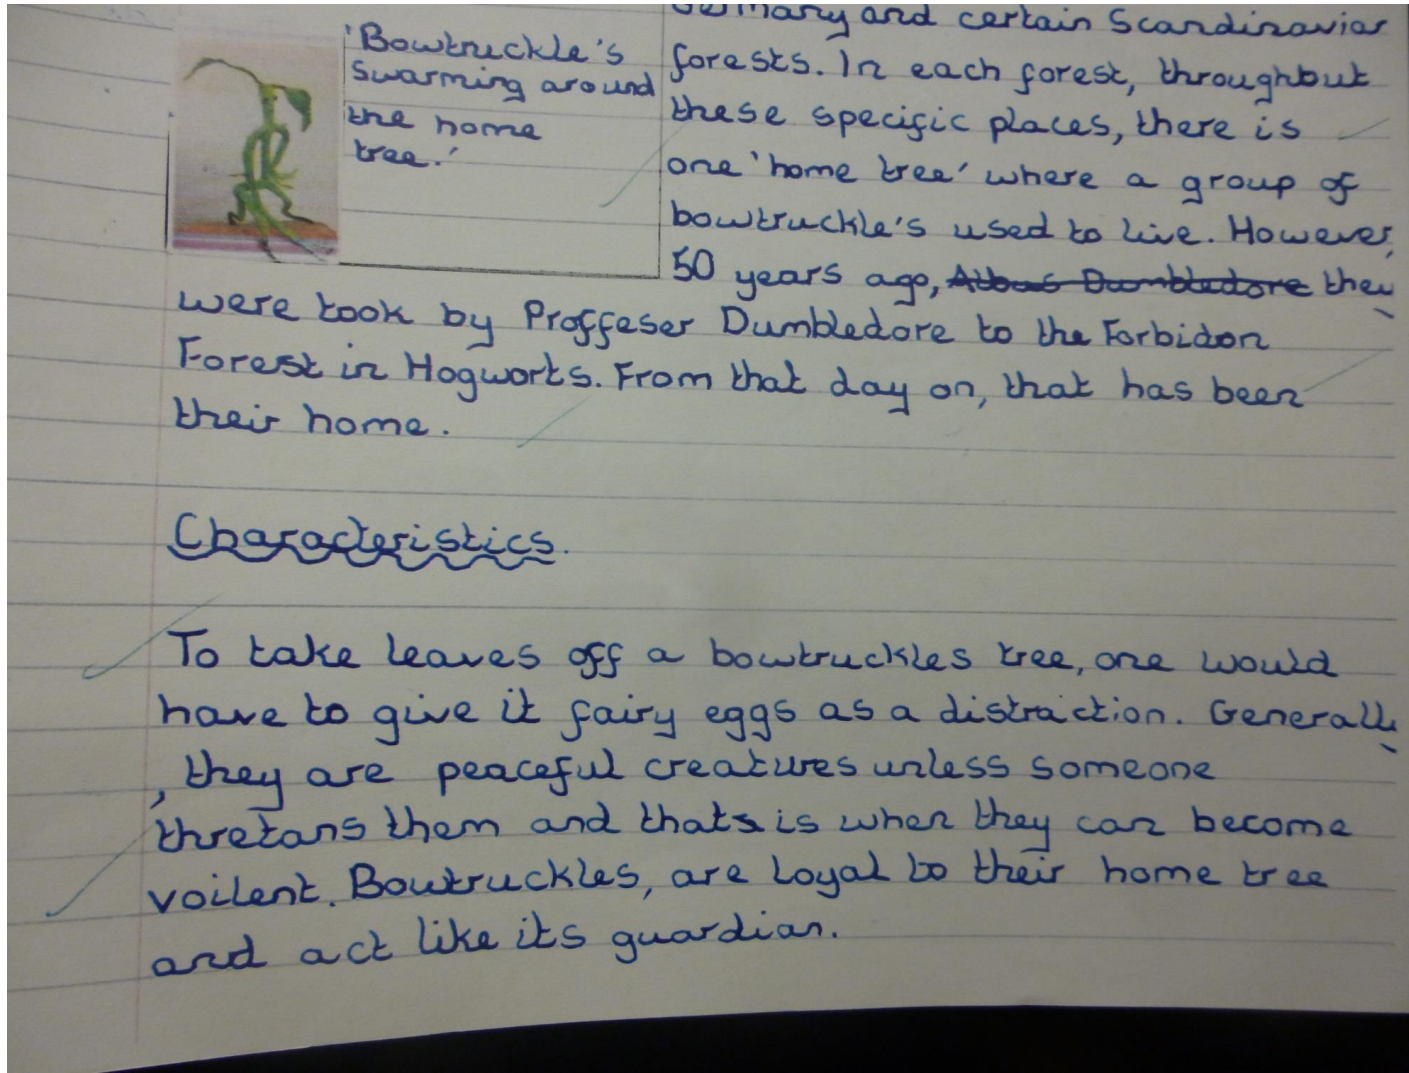 'Bowtruckle's
swarming around
the home
tree.'
and certain Scandinavian
forests. In each forest, throughout
these specific places, there is
one 'home tree' where a group of
bowtruckle's used to live. However,
50 years ago, Albus Dumbledore they
were took by Proffeser Dumbledore to the Forbidon
Forest in Hogworts. From that day on, that has been
their home.
Characteristics.
To take leaves off a bowtruckles tree, one would
have to give it fairy eggs as a distraction. Generally
, they are peaceful creatures unless someone
thretans them and thats is when they can become
voilent. Bowtruckles, are loyal to their home tree
and act like its guardian.